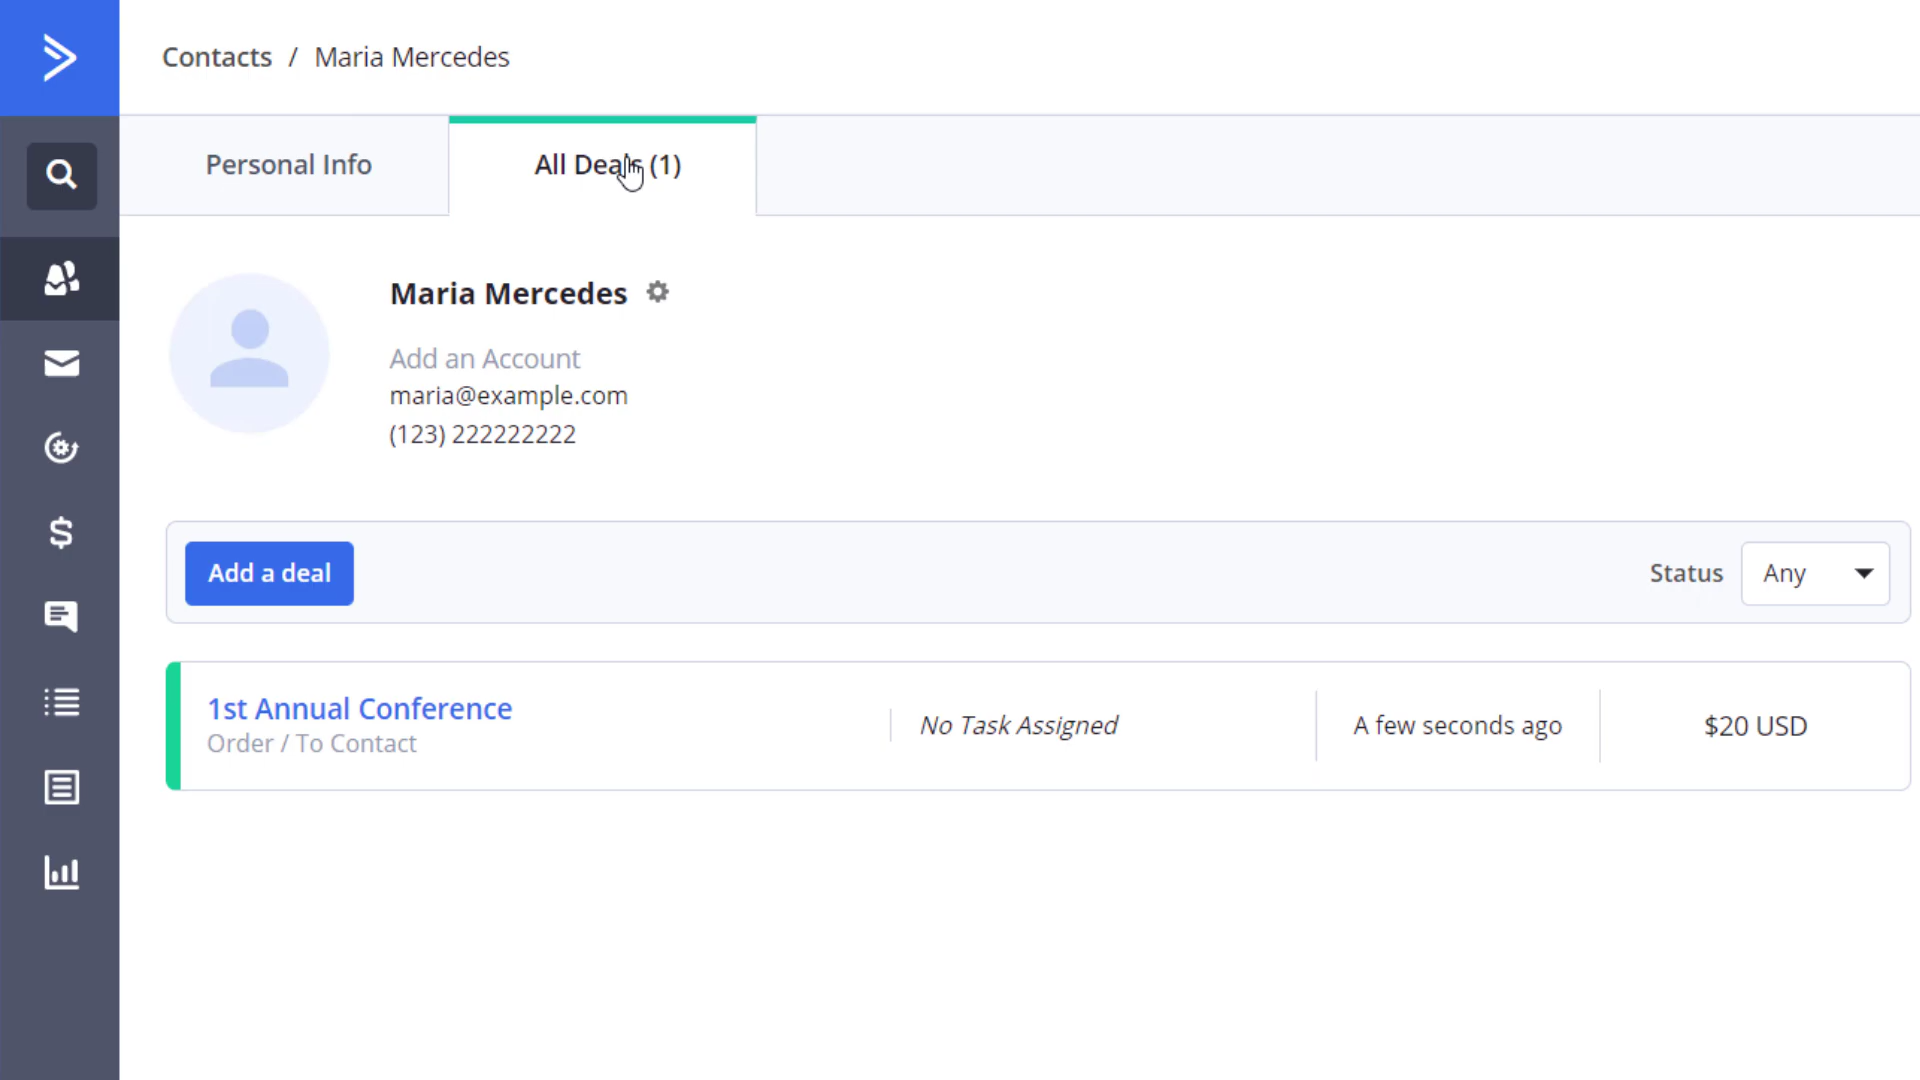 Contacts / Maria Mercedes
Personal Info
All Deals (1)
Maria Mercedes
Add an Account
maria@example.com
(123) 222222222
Add a deal
Status
Any
1st Annual Conference
Order / To Contact
No Task Assigned
A few seconds ago
$20 USD